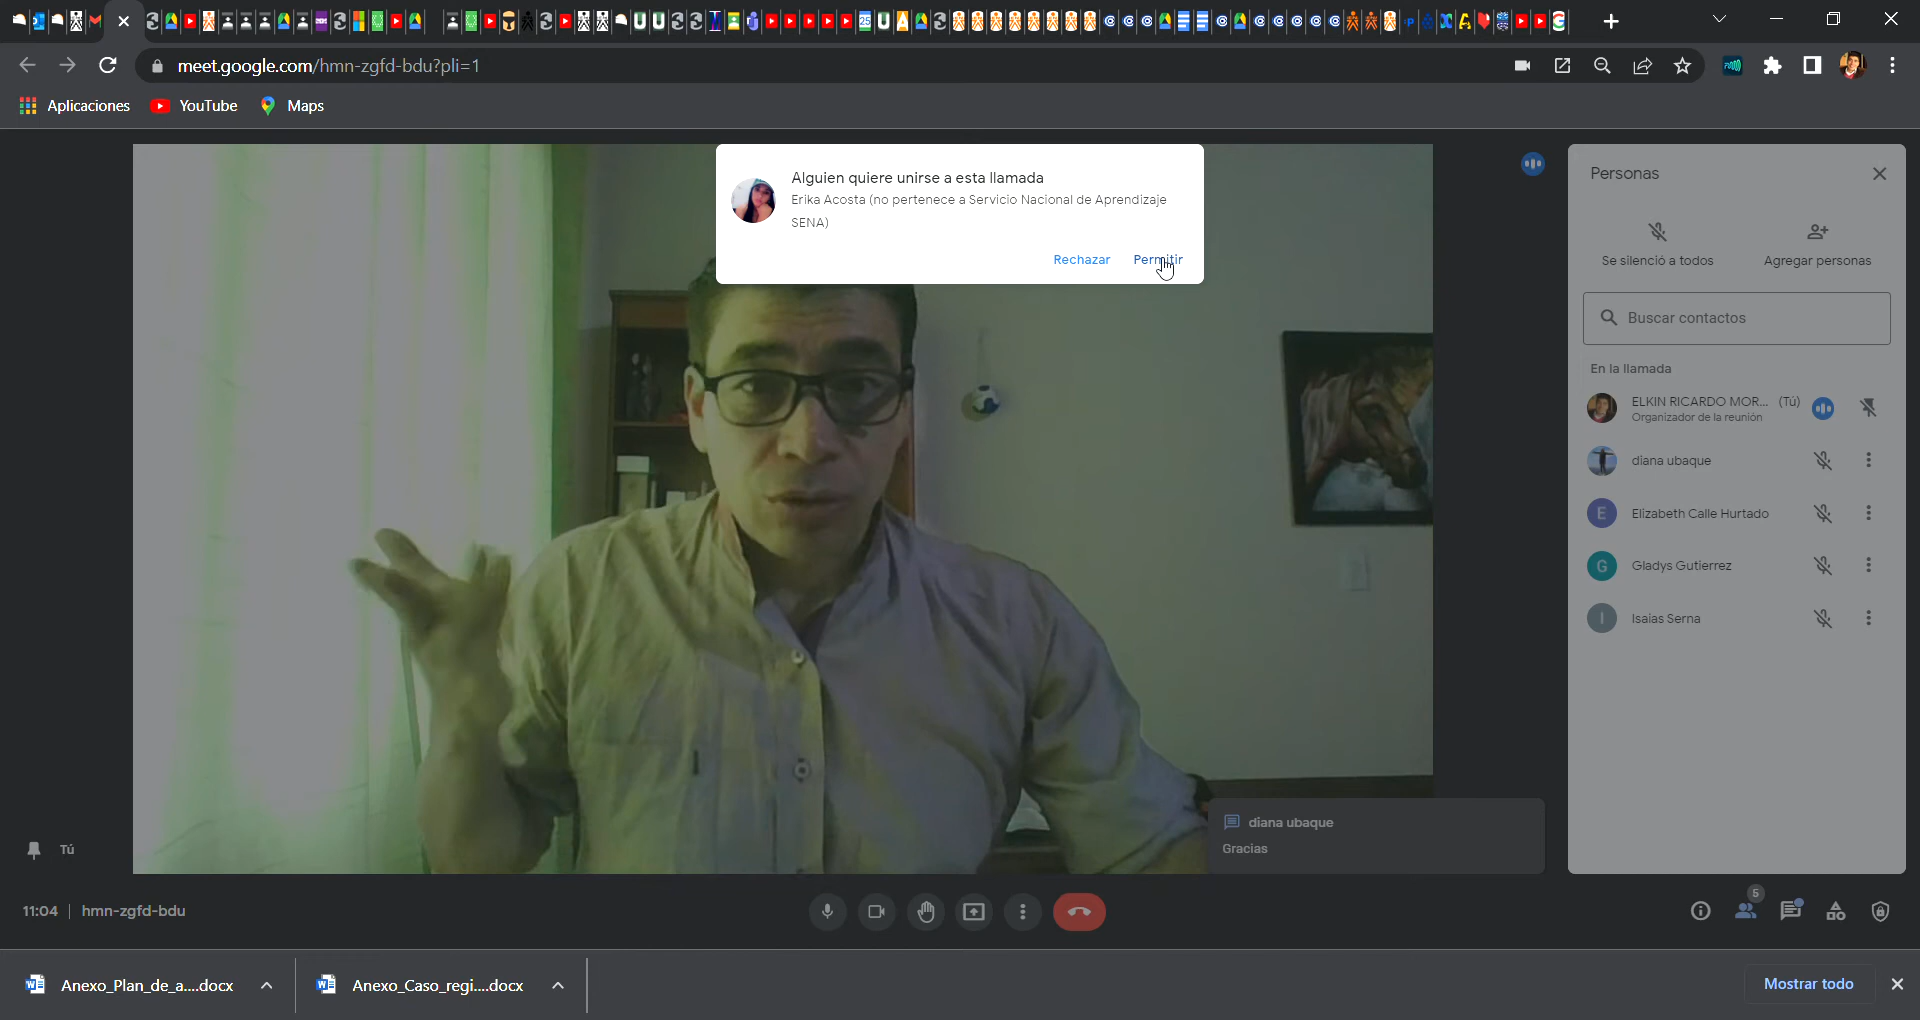 meet.google.com/hmn-zgfd-bdu?pli=1
Aplicaciones
YouTube
Maps
Alguien quiere unirse a esta llamada
Erika Acosta (no pertenece a Servicio Nacional de Aprendizaje
SENA)
Rechazar
Permitir
Personas
Se silenció a todos
Agregar personas
Buscar contactos
En la llamada
ELKIN RICARDO MOR... (Tú)
Organizador de la reunión
diana ubaque
E
Elizabeth Calle Hurtado
G
Gladys Gutierrez
I
Isaias Serna
diana ubaque
Gracias
Tú
11:04 | hmn-zgfd-bdu
5
Anexo_Plan_de_a....docx
Anexo_Caso_regi....docx
Mostrar todo